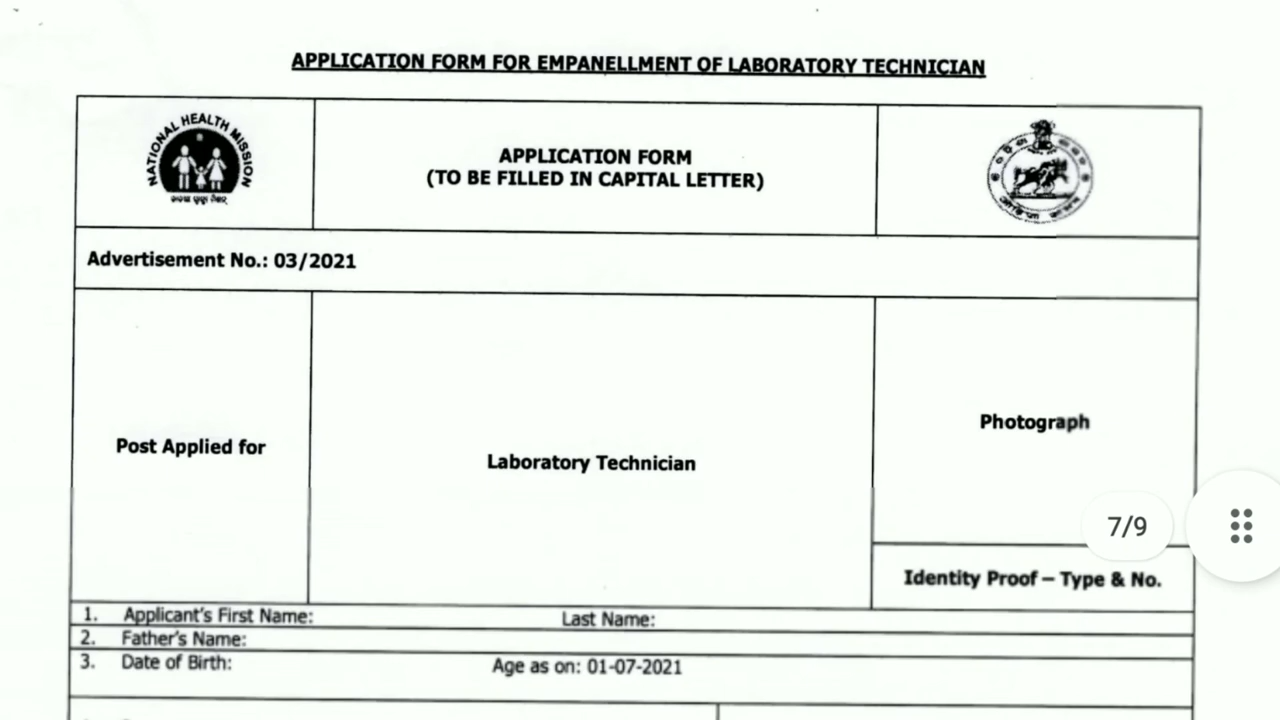 APPLICATION FORM FOR EMPANELLMENT OF LABORATORY TECHNICIAN
NATIONAL HEALTH MISSION
APPLICATION FORM
(TO BE FILLED IN CAPITAL LETTER)
Advertisement No.: 03/2021
Post Applied for
Laboratory Technician
Photograph
7/9
Identity Proof – Type & No.
1. Applicant's First Name: Last Name:
2. Father's Name:
3. Date of Birth: Age as on: 01-07-2021